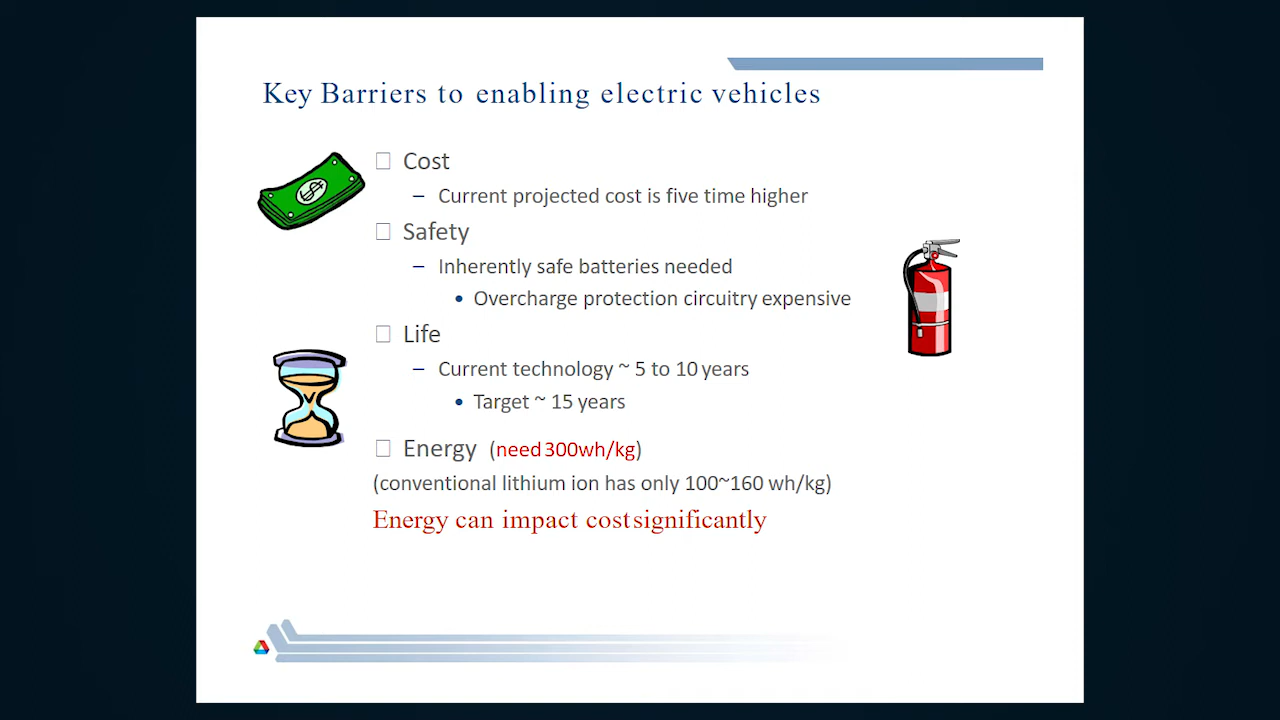 Key Barriers to enabling electric vehicles
Cost
– Current projected cost is five time higher
Safety
– Inherently safe batteries needed
• Overcharge protection circuitry expensive
Life
– Current technology ~ 5 to 10 years
• Target ~ 15 years
Energy (need 300wh/kg)
(conventional lithium ion has only 100~160 wh/kg)
Energy can impact cost significantly